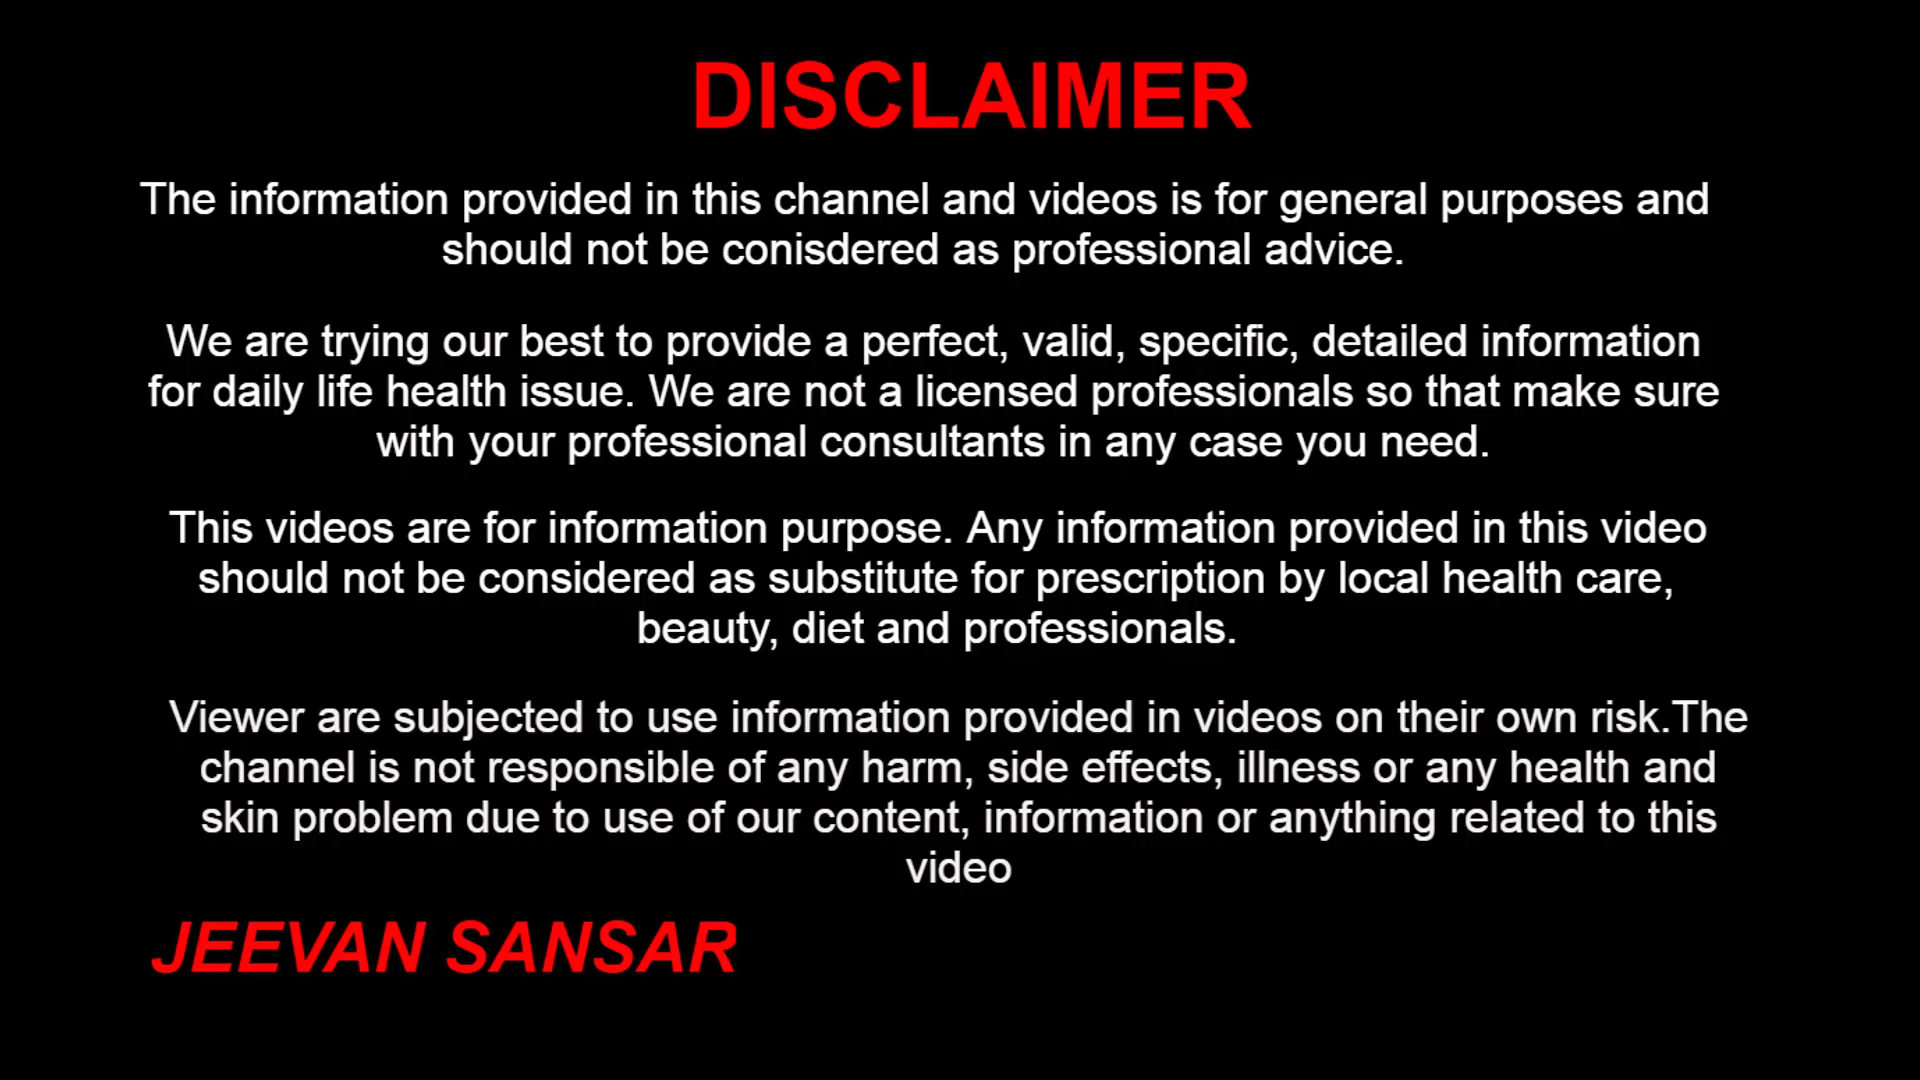 DISCLAIMER
The information provided in this channel and videos is for general purposes and
should not be conisdered as professional advice.
We are trying our best to provide a perfect, valid, specific, detailed information
for daily life health issue. We are not a licensed professionals so that make sure
with your professional consultants in any case you need.
This videos are for information purpose. Any information provided in this video
should not be considered as substitute for prescription by local health care,
beauty, diet and professionals.
Viewer are subjected to use information provided in videos on their own risk.The
channel is not responsible of any harm, side effects, illness or any health and
skin problem due to use of our content, information or anything related to this
video
JEEVAN SANSAR